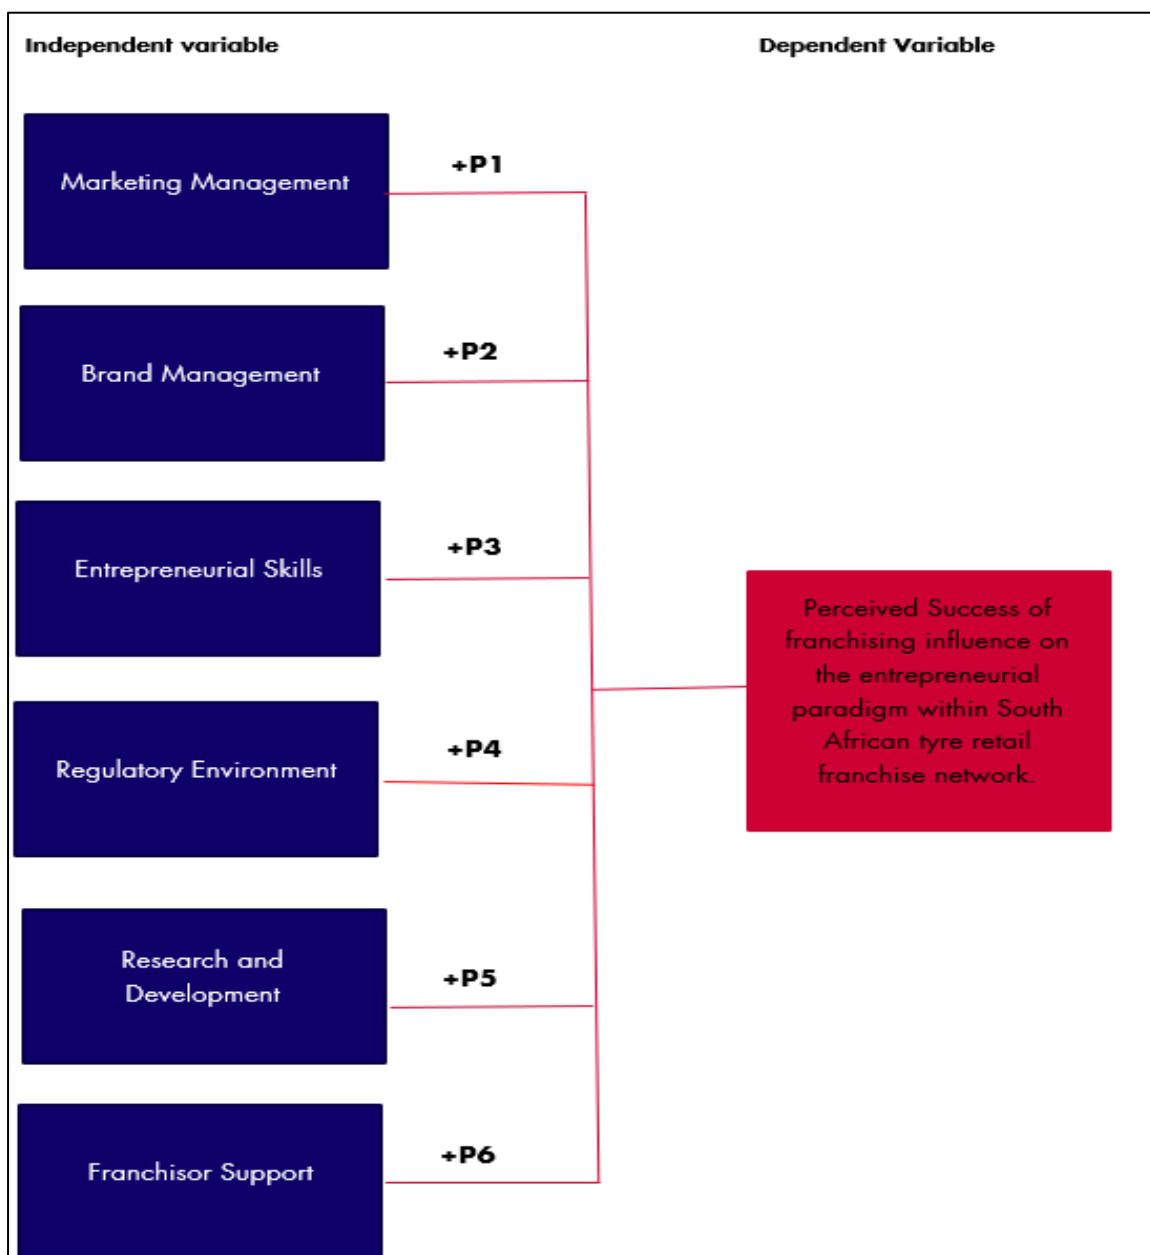 Independent variable
Dependent Variable
Marketing Management
+P1
Brand Management
+P2
Entrepreneurial Skills
+P3
Regulatory Environment
+P4
Research and
Development
+P5
Franchisor Support
+P6
Perceived Success of
franchising influence on
the entrepreneurial
paradigm within South
African tyre retail
franchise network.